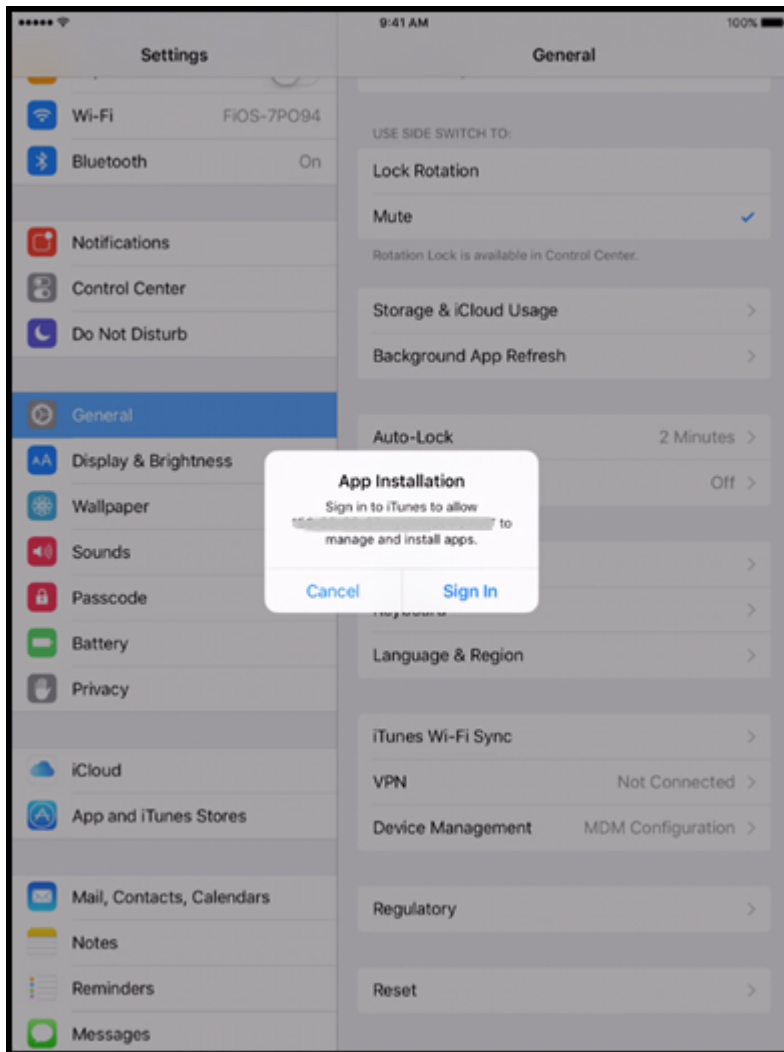 9:41 AM
100%
Settings
General
Wi-Fi
FiOS-7PO94
Bluetooth
On
Notifications
Control Center
Do Not Disturb
General
Display & Brightness
Wallpaper
Sounds
Passcode
Battery
Privacy
iCloud
App and iTunes Stores
Mail, Contacts, Calendars
Notes
Reminders
Messages
USE SIDE SWITCH TO:
Lock Rotation
Mute
Rotation Lock is available in Control Center.
Storage & iCloud Usage
Background App Refresh
Auto-Lock
2 Minutes
Off
Keyboard
Language & Region
iTunes Wi-Fi Sync
VPN
Not Connected
Device Management
MDM Configuration
Regulatory
Reset
App Installation
Sign in to iTunes to allow
" to
manage and install apps.
Cancel
Sign In